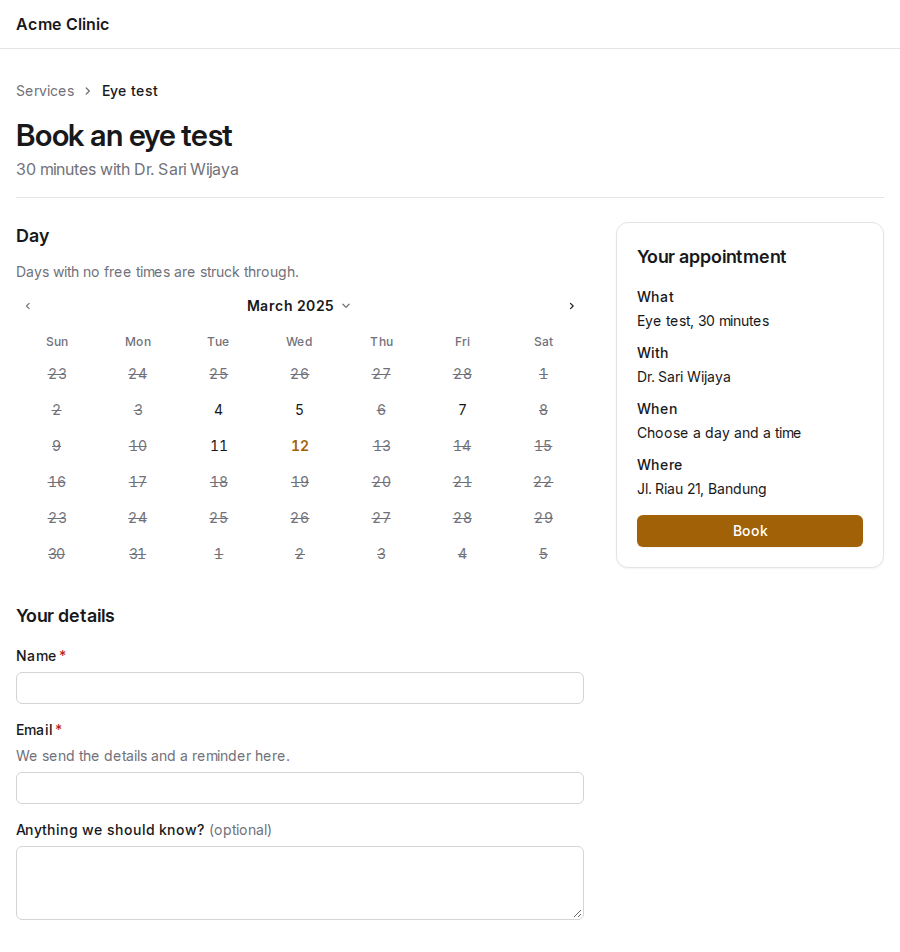 Acme Clinic
Services > Eye test
Book an eye test
30 minutes with Dr. Sari Wijaya
Day
Days with no free times are struck through.
March 2025
Sun Mon Tue Wed Thu Fri Sat
23 24 25 26 27 28 1
2 3 4 5 6 7 8
9 10 11 12 13 14 15
16 17 18 19 20 21 22
23 24 25 26 27 28 29
30 31 1 2 3 4 5
Your appointment
What
Eye test, 30 minutes
With
Dr. Sari Wijaya
When
Choose a day and a time
Where
Jl. Riau 21, Bandung
Book
Your details
Name *
Email *
We send the details and a reminder here.
Anything we should know? (optional)